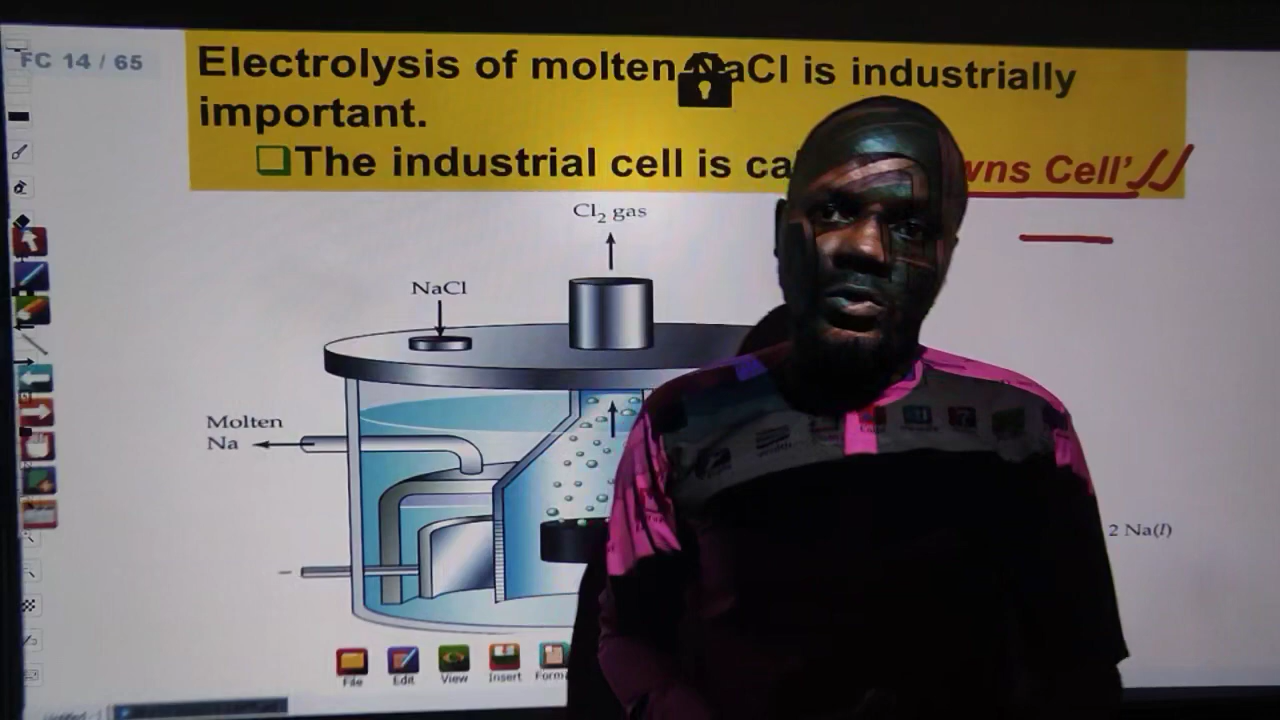 FC 14 / 65
Electrolysis of molten NaCl is industrially
important.
The industrial cell is ca wns Cell’
Cl₂ gas
NaCl
Molten
Na
2 Na(l)
File Edit View Insert Form